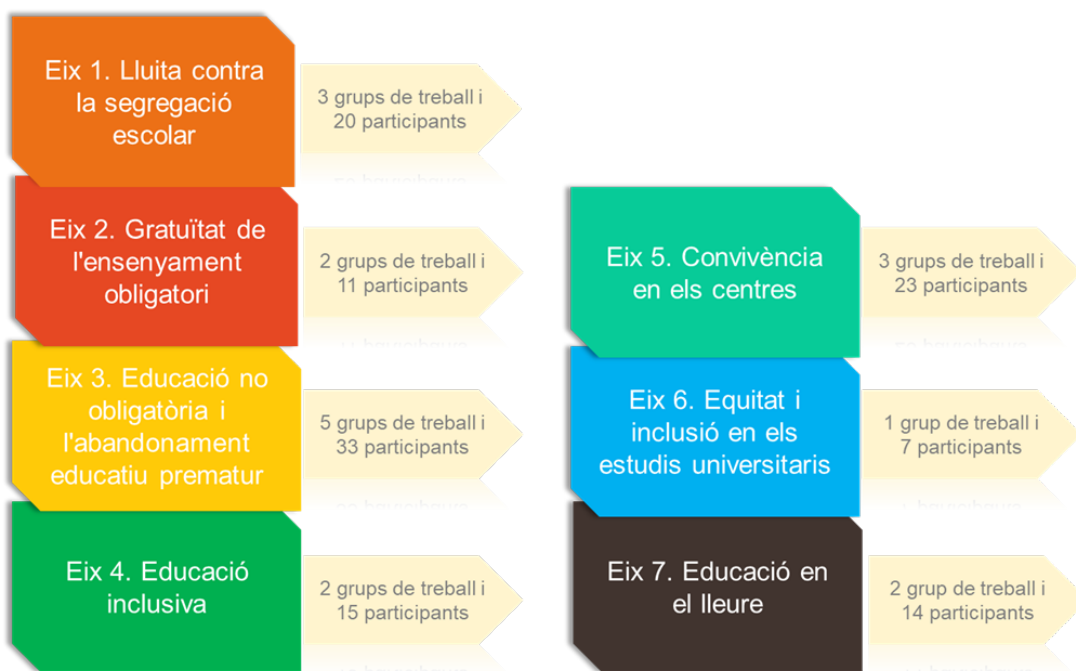 Eix 1. Lluita contra
la segregació
escolar
3 grups de treball i
20 participants
Eix 2. Gratuïtat de
l'ensenyament
obligatori
2 grups de treball i
11 participants
Eix 3. Educació no
obligatòria i
l'abandonament
educatiu prematur
5 grups de treball i
33 participants
Eix 4. Educació
inclusiva
2 grups de treball i
15 participants
Eix 5. Convivència
en els centres
3 grups de treball i
23 participants
Eix 6. Equitat i
inclusió en els
estudis universitaris
1 grup de treball i
7 participants
Eix 7. Educació en
el lleure
2 grup de treball i
14 participants